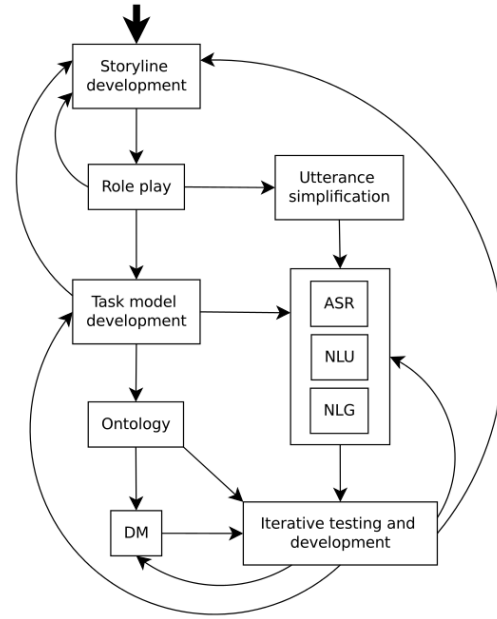 Storyline
development
Role play
Utterance
simplification
Task model
development
ASR
NLU
NLG
Ontology
DM
Iterative testing and
development